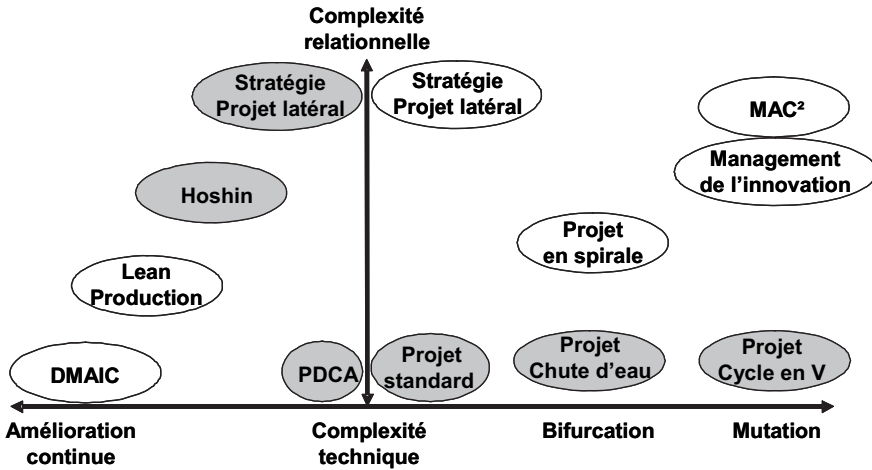 Complexité
relationnelle
Stratégie
Projet latéral
Stratégie
Projet latéral
MAC²
Management
de l'innovation
Hoshin
Projet
en spirale
Lean
Production
DMAIC
PDCA
Projet
standard
Projet
Chute d'eau
Projet
Cycle en V
Amélioration
continue
Complexité
technique
Bifurcation
Mutation